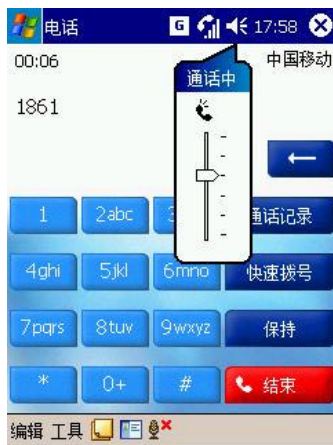 电话 G 17:58
00:06 中国移动
通话中
1861
1 2abc 通话记录
4ghi 5jkl 6mno 快速拨号
7pqrs 8tuv 9wxyz 保持
* 0+ # 结束
编辑 工具